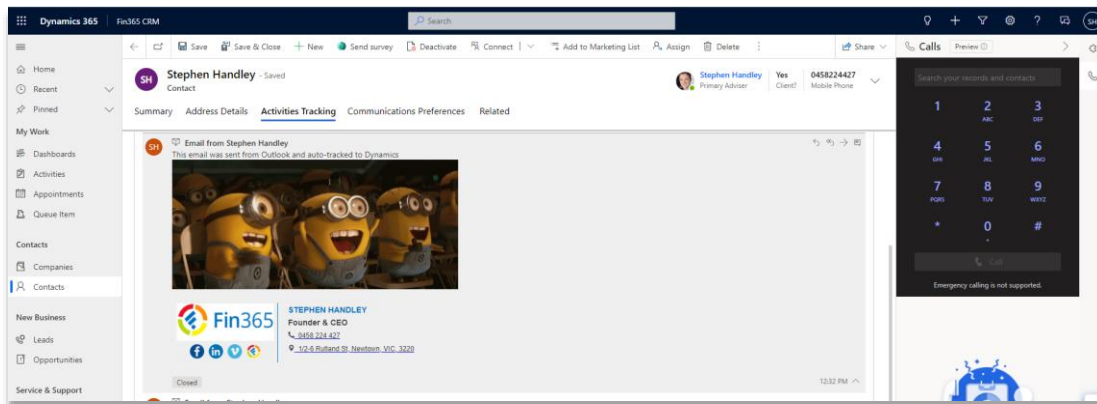 Dynamics 365 Fin365 CRM Search SH
Save Save & Close New Send survey Deactivate Connect Add to Marketing List Assign Delete Share Calls Preview
Home
Recent
Pinned
My Work
Dashboards
Activities
Appointments
Queue Item
Contacts
Companies
Contacts
New Business
Leads
Opportunities
Service & Support
SH
Stephen Handley - Saved
Contact
Stephen Handley
Primary Adviser
Yes
Client?
0458224427
Mobile Phone
Summary Address Details Activities Tracking Communications Preferences Related
SH
Email from Stephen Handley
This email was sent from Outlook and auto-tracked to Dynamics
Fin365
STEPHEN HANDLEY
Founder & CEO
0458 224 427
1/2-6 Rutland St, Newtown, VIC, 3220
Closed 12:32 PM
Search your records and contacts
1 2 3
ABC DEF
4 5 6
GHI JKL MNO
7 8 9
PQRS TUV WXYZ
* 0 #
Call
Emergency calling is not supported.